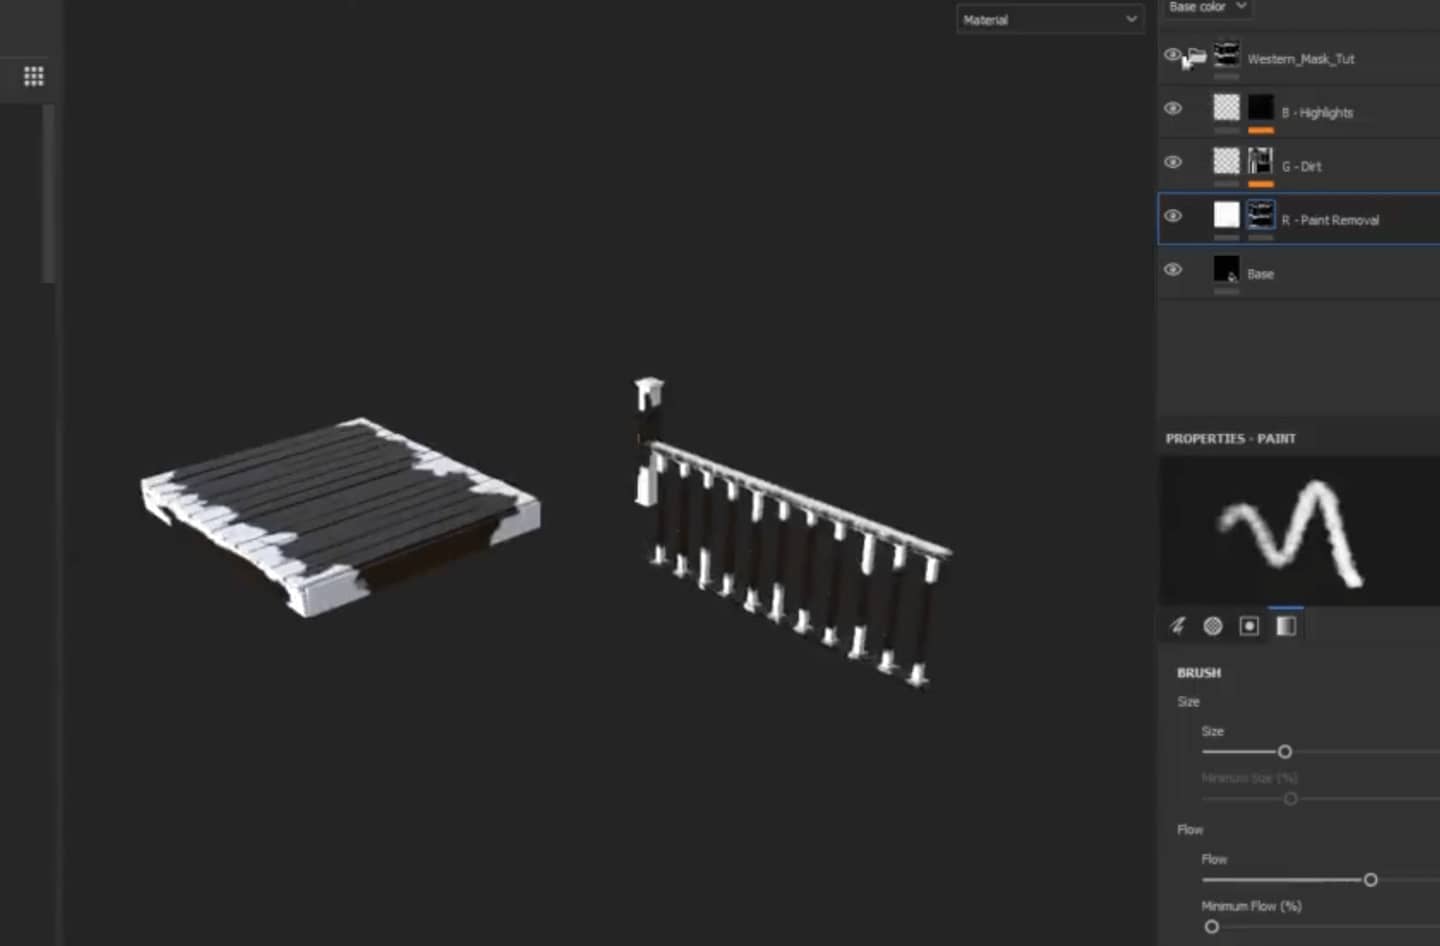 Material
Base color
Western_Mask_Tut
B - Highlights
G - Dirt
R - Paint Removal
Base
PROPERTIES - PAINT
BRUSH
Size
Size
Minimum Size (%)
Flow
Flow
Minimum Flow (%)